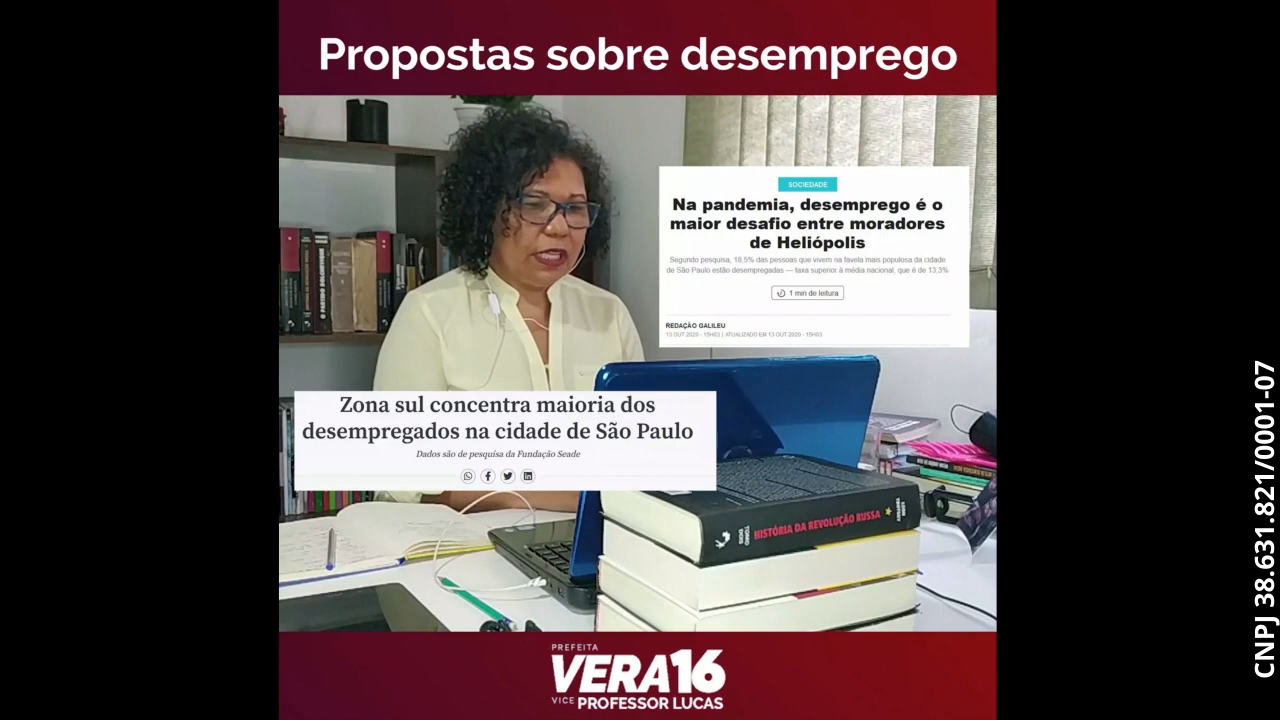 Propostas sobre desemprego
SOCIEDADE
Na pandemia, desemprego é o
maior desafio entre moradores
de Heliópolis
Segundo pesquisa, 18,5% das pessoas que vivem na favela mais populosa da cidade
de São Paulo estão desempregadas — taxa superior à média nacional, que é de 13,3%
1 min de leitura
REDAÇÃO GALILEU
13 OUT 2020 - 15H03 | ATUALIZADO EM 13 OUT 2020 - 15H03
Zona sul concentra maioria dos
desempregados na cidade de São Paulo
Dados são de pesquisa da Fundação Seade
HISTÓRIA DA REVOLUÇÃO RUSSA
TOMO
DOIS
PREFEITA
VERA16
VICE PROFESSOR LUCAS
CNPJ 38.631.821/0001-07